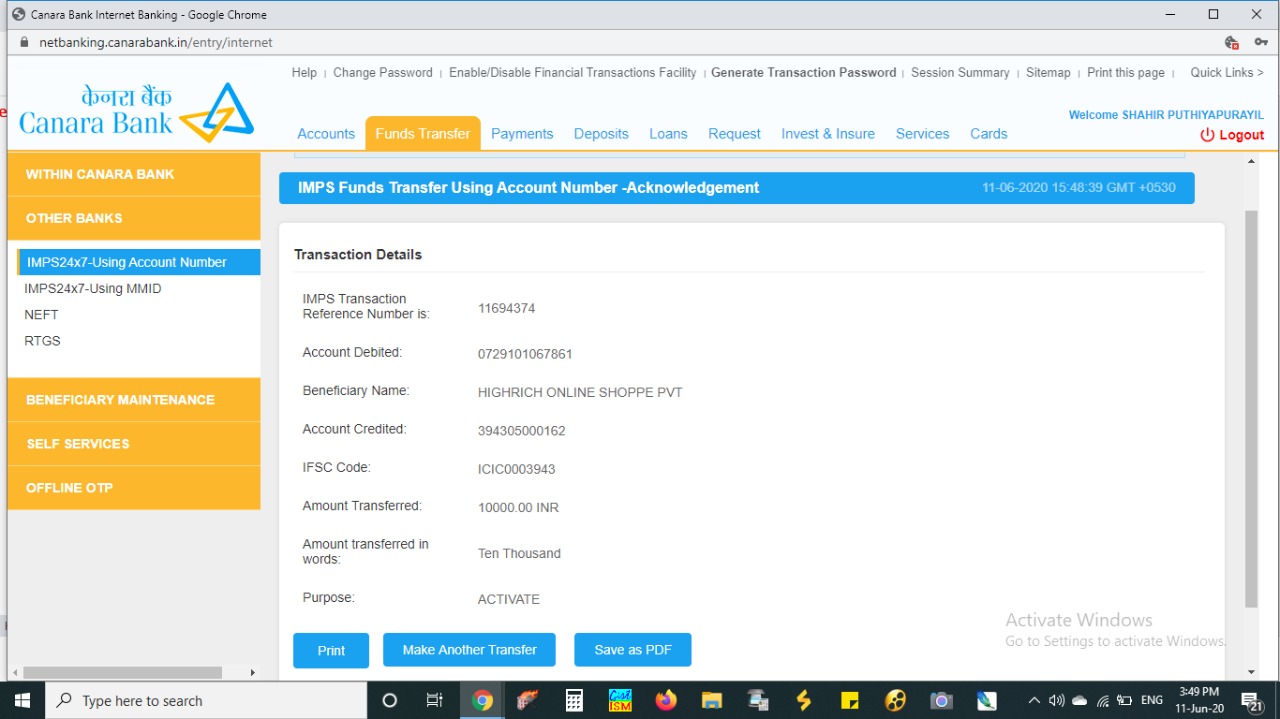 Canara Bank Internet Banking - Google Chrome
netbanking.canarabank.in/entry/internet
Help | Change Password | Enable/Disable Financial Transactions Facility | Generate Transaction Password | Session Summary | Sitemap | Print this page | Quick Links >
केनरा बैंक
Canara Bank
Welcome SHAHIR PUTHIYAPURAYIL
Logout
Accounts Funds Transfer Payments Deposits Loans Request Invest & Insure Services Cards
WITHIN CANARA BANK
OTHER BANKS
IMPS24x7-Using Account Number
IMPS24x7-Using MMID
NEFT
RTGS
BENEFICIARY MAINTENANCE
SELF SERVICES
OFFLINE OTP
IMPS Funds Transfer Using Account Number -Acknowledgement 11-06-2020 15:48:39 GMT +0530
Transaction Details
IMPS Transaction
Reference Number is: 11694374
Account Debited: 0729101067861
Beneficiary Name: HIGHRICH ONLINE SHOPPE PVT
Account Credited: 394305000162
IFSC Code: ICIC0003943
Amount Transferred: 10000.00 INR
Amount transferred in
words: Ten Thousand
Purpose: ACTIVATE
Print Make Another Transfer Save as PDF
Activate Windows
Go to Settings to activate Windows.
Type here to search
ISM
ENG
3:49 PM
11-Jun-20
21